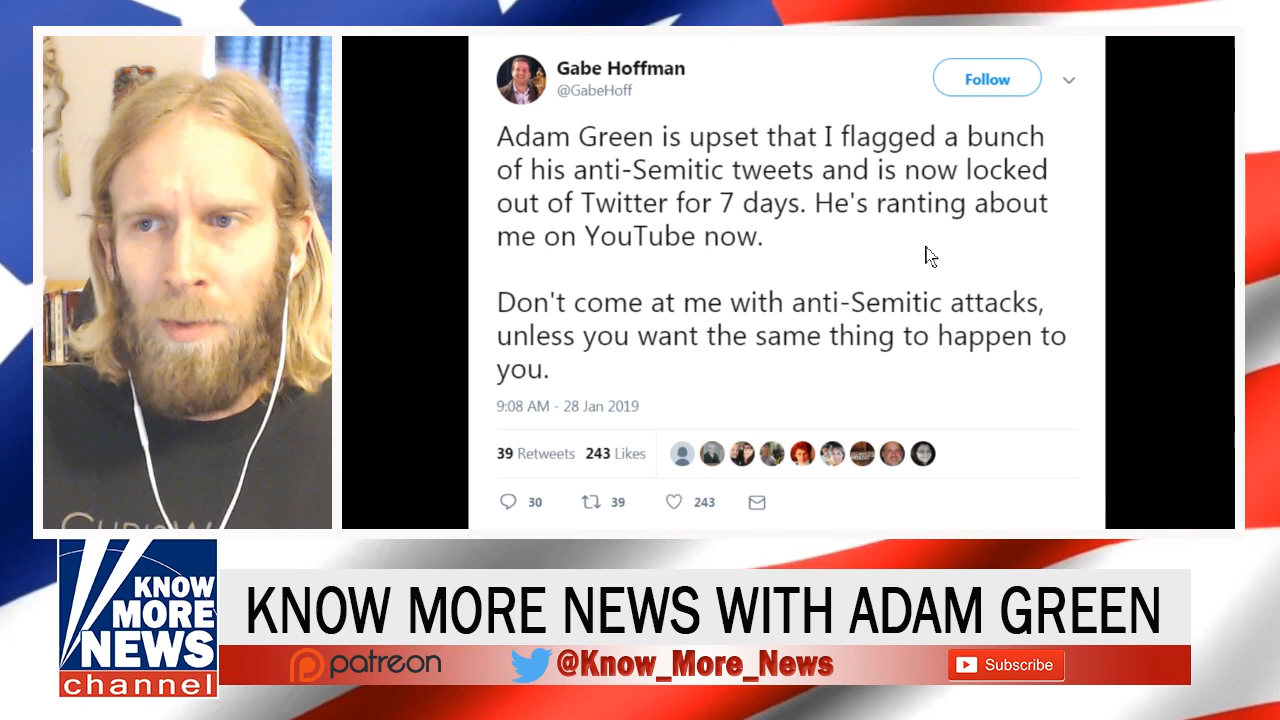 Gabe Hoffman
@GabeHoff
Follow
Adam Green is upset that I flagged a bunch
of his anti-Semitic tweets and is now locked
out of Twitter for 7 days. He's ranting about
me on YouTube now.
Don't come at me with anti-Semitic attacks,
unless you want the same thing to happen to
you.
9:08 AM - 28 Jan 2019
39 Retweets 243 Likes
30 39 243
KNOW
MORE
NEWS
channel
KNOW MORE NEWS WITH ADAM GREEN
patreon @Know_More_News Subscribe